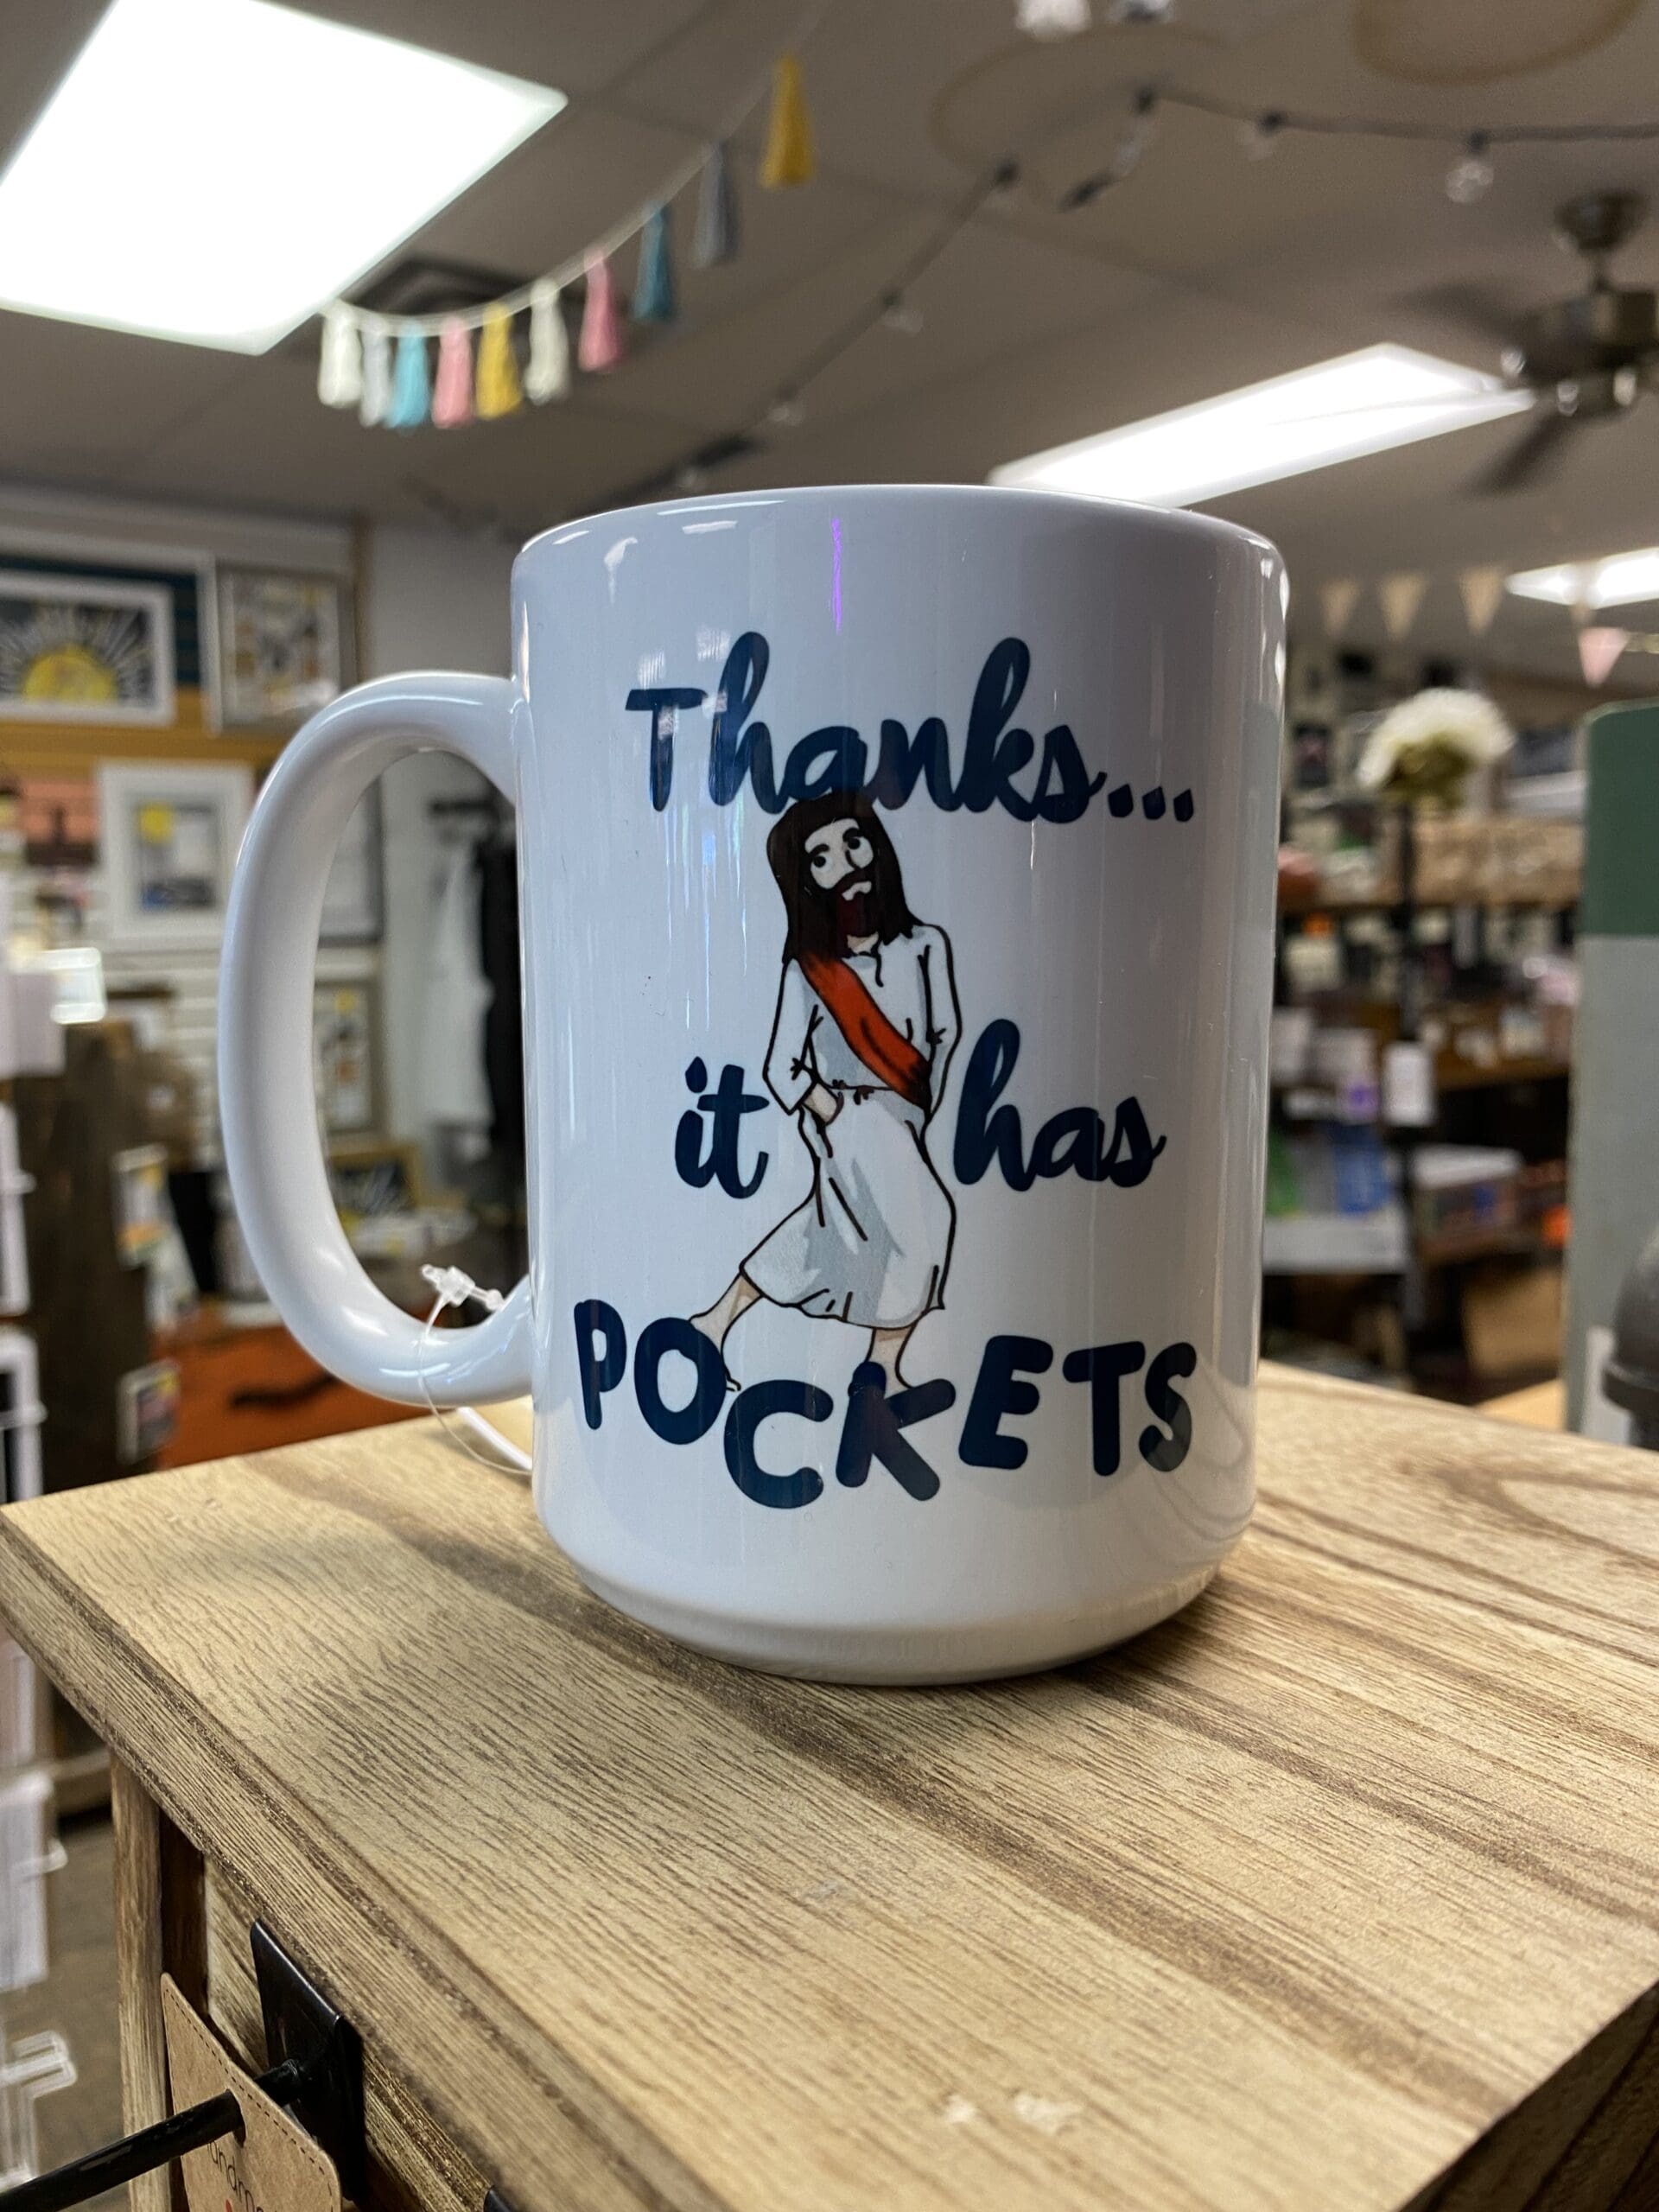 Thanks...
it has
POCKETS